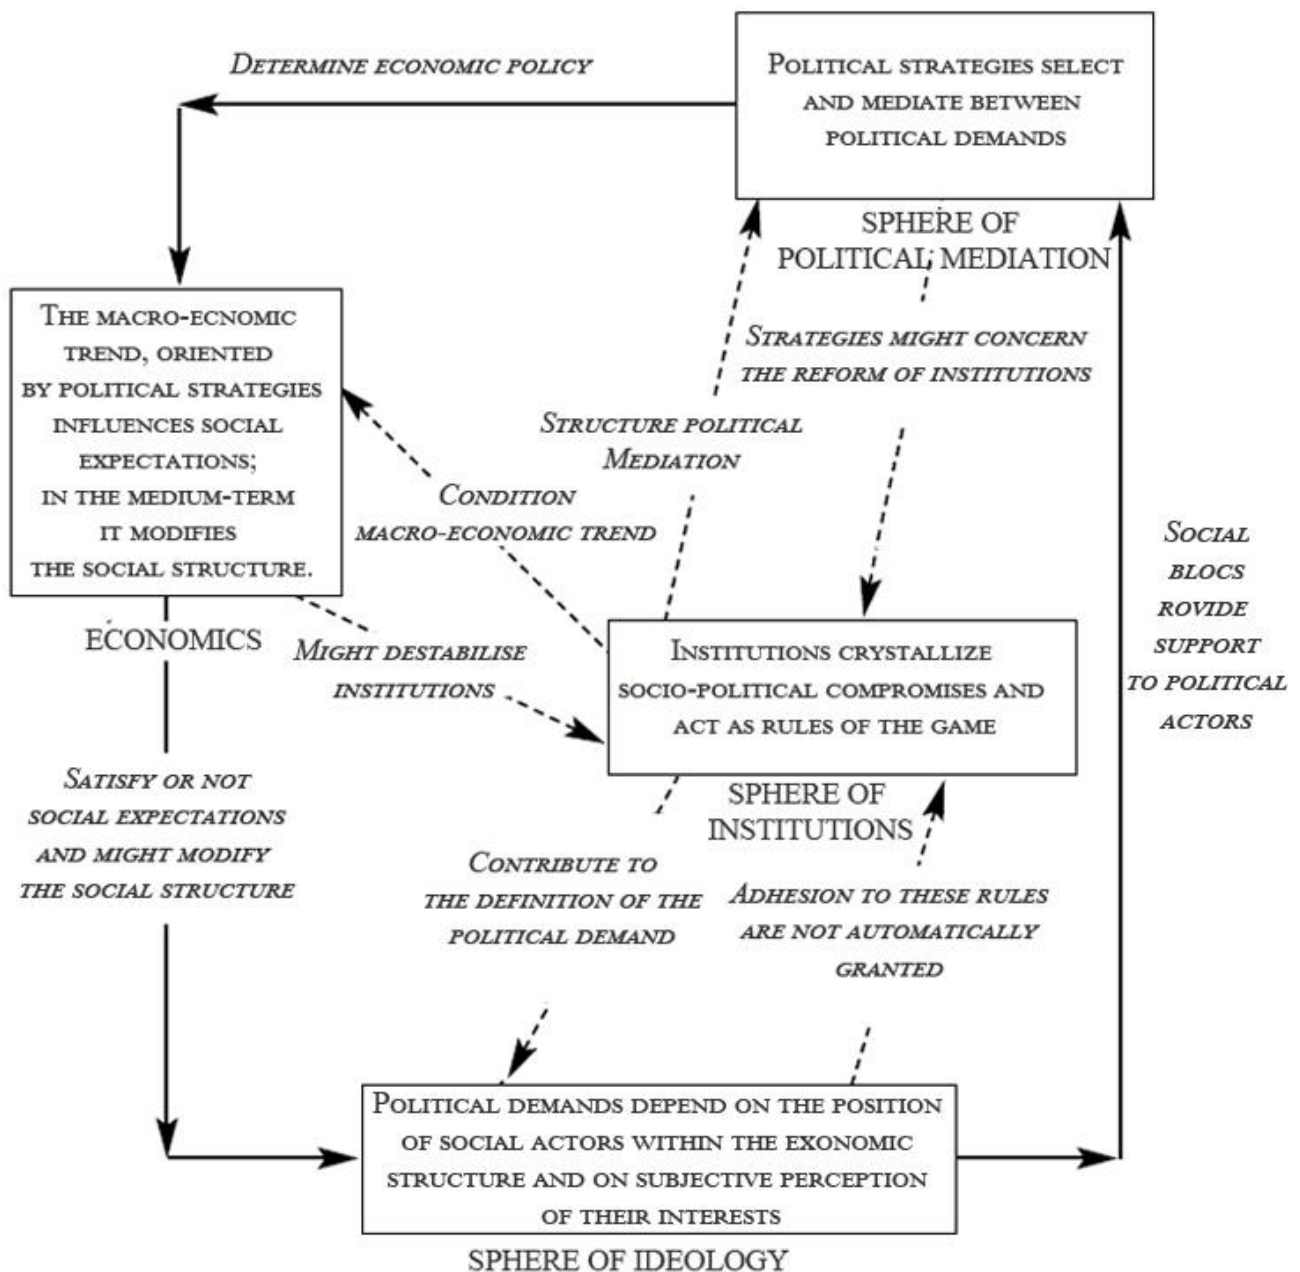 DETERMINE ECONOMIC POLICY
POLITICAL STRATEGIES SELECT
AND MEDIATE BETWEEN
POLITICAL DEMANDS
SPHERE OF
POLITICAL MEDIATION
THE MACRO-ECNOMIC
TREND, ORIENTED
BY POLITICAL STRATEGIES
INFLUENCES SOCIAL
EXPECTATIONS;
IN THE MEDIUM-TERM
IT MODIFIES
THE SOCIAL STRUCTURE.
ECONOMICS
STRATEGIES MIGHT CONCERN
THE REFORM OF INSTITUTIONS
STRUCTURE POLITICAL
MEDIATION
CONDITION
MACRO-ECONOMIC TREND
MIGHT DESTABILISE
INSTITUTIONS
INSTITUTIONS CRYSTALLIZE
SOCIO-POLITICAL COMPROMISES AND
ACT AS RULES OF THE GAME
SPHERE OF
INSTITUTIONS
SOCIAL
BLOCS
ROVIDE
SUPPORT
TO POLITICAL
ACTORS
SATISFY OR NOT
SOCIAL EXPECTATIONS
AND MIGHT MODIFY
THE SOCIAL STRUCTURE
CONTRIBUTE TO
THE DEFINITION OF THE
POLITICAL DEMAND
ADHESION TO THESE RULES
ARE NOT AUTOMATICALLY
GRANTED
POLITICAL DEMANDS DEPEND ON THE POSITION
OF SOCIAL ACTORS WITHIN THE EXONOMIC
STRUCTURE AND ON SUBJECTIVE PERCEPTION
OF THEIR INTERESTS
SPHERE OF IDEOLOGY